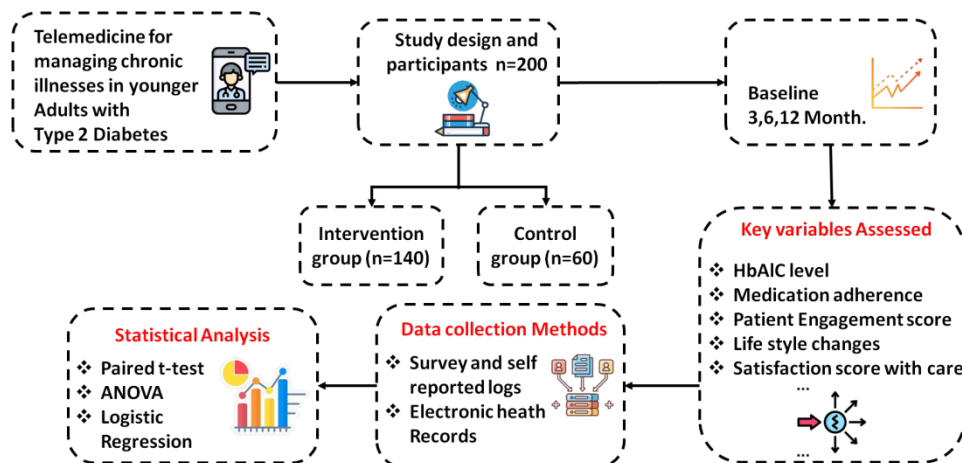 Telemedicine for
managing chronic
illnesses in younger
Adults with
Type 2 Diabetes
Study design and
participants n=200
Baseline
3,6,12 Month.
Intervention
group (n=140)
Control
group (n=60)
Key variables Assessed
❖ HbAlC level
❖ Medication adherence
❖ Patient Engagement score
❖ Life style changes
❖ Satisfaction score with care
...
...
Data collection Methods
❖ Survey and self
reported logs
❖ Electronic heath
Records
Statistical Analysis
❖ Paired t-test
❖ ANOVA
❖ Logistic
Regression